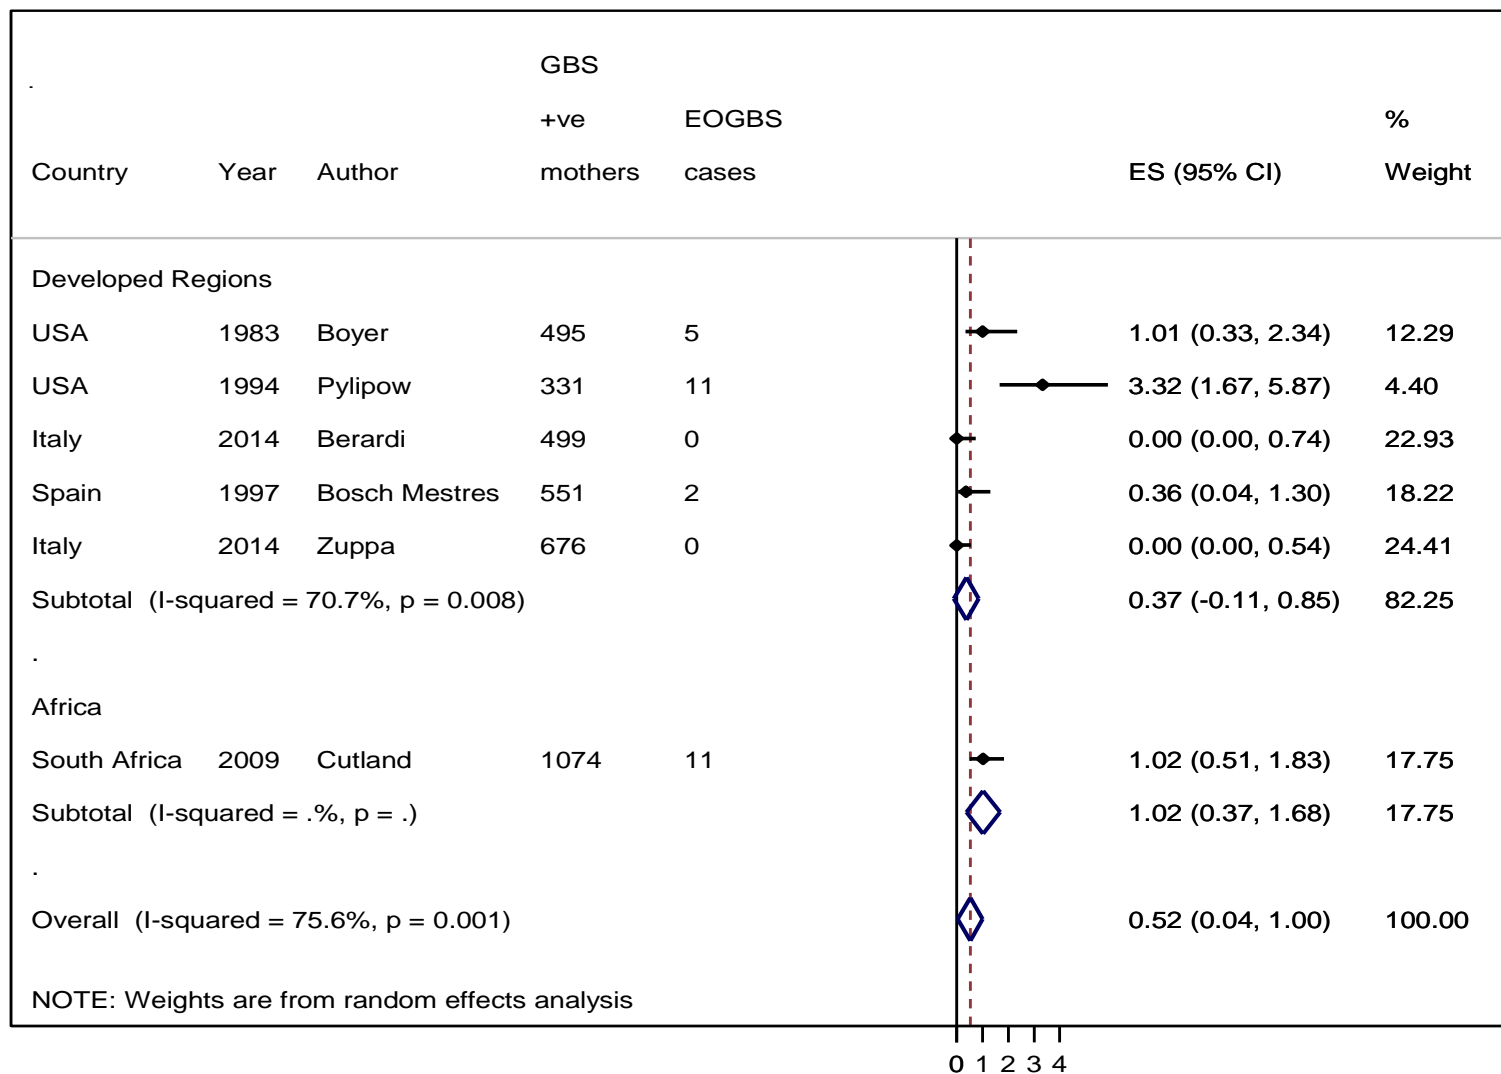 GBS
.
+ve EOGBS %
Country Year Author mothers cases ES (95% CI) Weight
Developed Regions
USA 1983 Boyer 495 5 1.01 (0.33, 2.34) 12.29
USA 1994 Pylipow 331 11 3.32 (1.67, 5.87) 4.40
Italy 2014 Berardi 499 0 0.00 (0.00, 0.74) 22.93
Spain 1997 Bosch Mestres 551 2 0.36 (0.04, 1.30) 18.22
Italy 2014 Zuppa 676 0 0.00 (0.00, 0.54) 24.41
Subtotal (I-squared = 70.7%, p = 0.008) 0.37 (-0.11, 0.85) 82.25
.
Africa
South Africa 2009 Cutland 1074 11 1.02 (0.51, 1.83) 17.75
Subtotal (I-squared = .%, p = .) 1.02 (0.37, 1.68) 17.75
.
Overall (I-squared = 75.6%, p = 0.001) 0.52 (0.04, 1.00) 100.00
NOTE: Weights are from random effects analysis
0 1 2 3 4